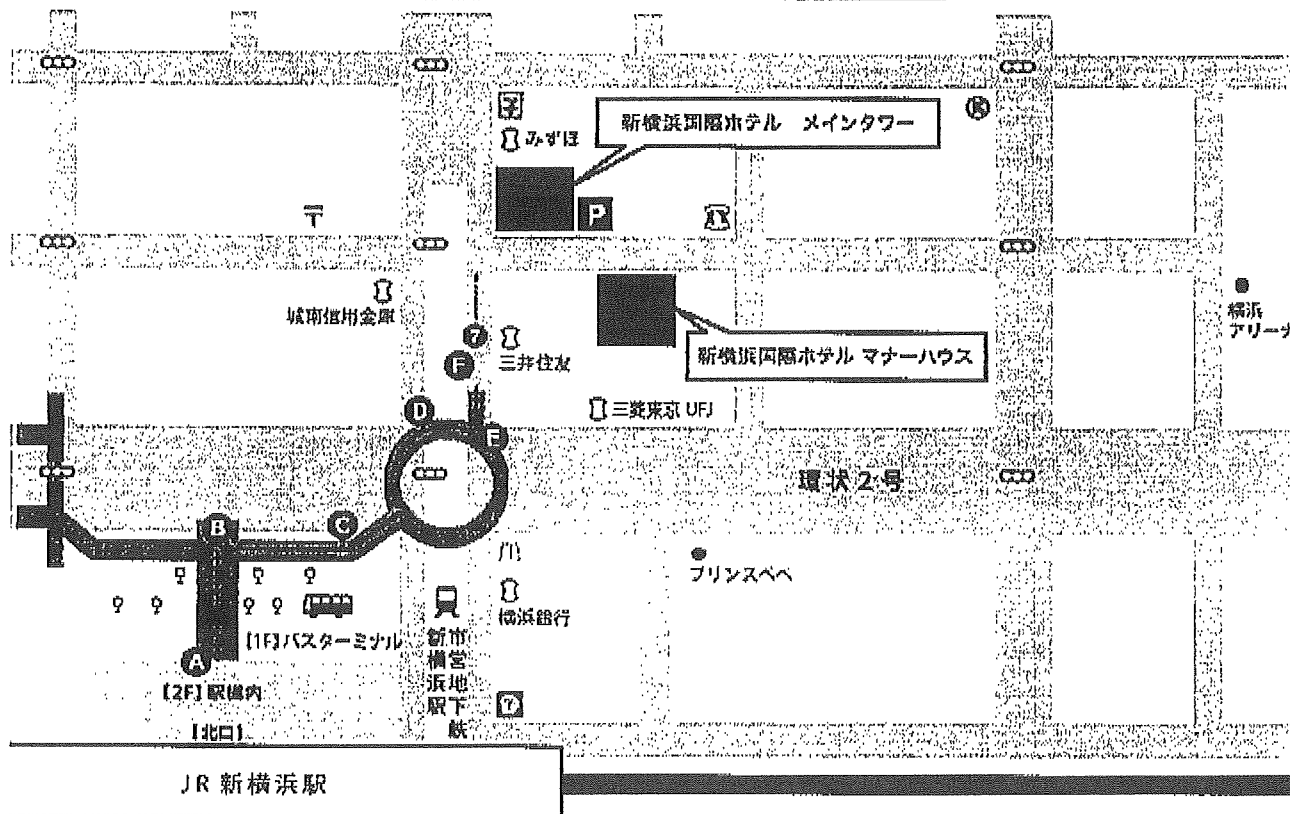 みずほ
新横浜国際ホテル メインタワー
P
〒
城南信用金庫
7
三井住友
F
新横浜国際ホテル マナーハウス
横浜
アリーナ
三菱東京 UFJ
D
E
環状2号
B
C
プリンスペペ
横浜銀行
[1F]バスターミナル
市営地下鉄
新横浜駅
A
[2F]駅構内
[北口]
7
K
JR 新横浜駅